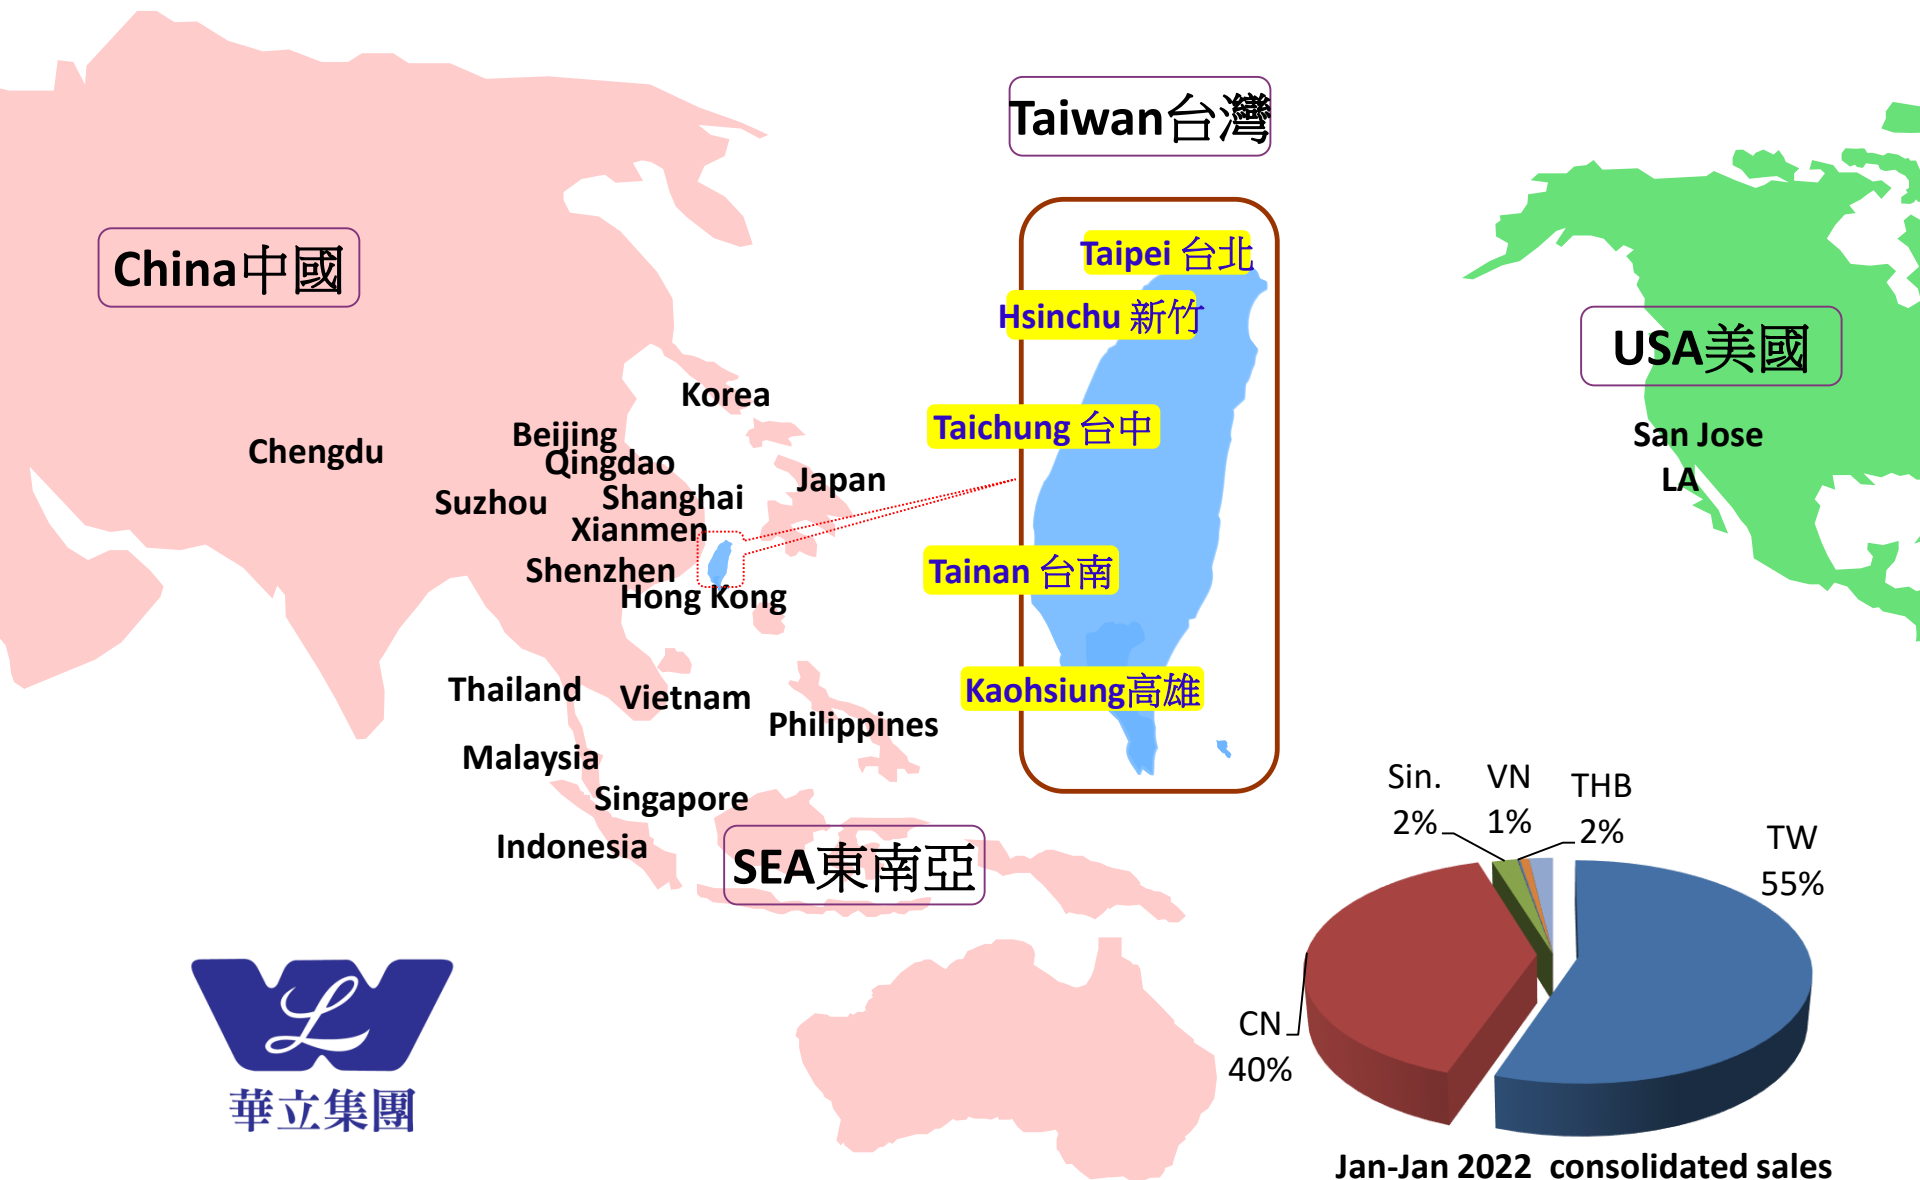 Taiwan台灣
China中國
Taipei 台北
Hsinchu 新竹
USA美國
Korea
Taichung 台中
Beijing
San Jose
Chengdu
Qingdao
Japan
LA
Suzhou
Shanghai
Xianmen
Shenzhen
Tainan 台南
Hong Kong
Thailand
Vietnam
Kaohsiung高雄
Philippines
Malaysia
Singapore
Indonesia
SEA東南亞
Sin.
2%
VN
1%
THB
2%
TW
55%
CN
40%
L
華立集團
Jan-Jan 2022 consolidated sales